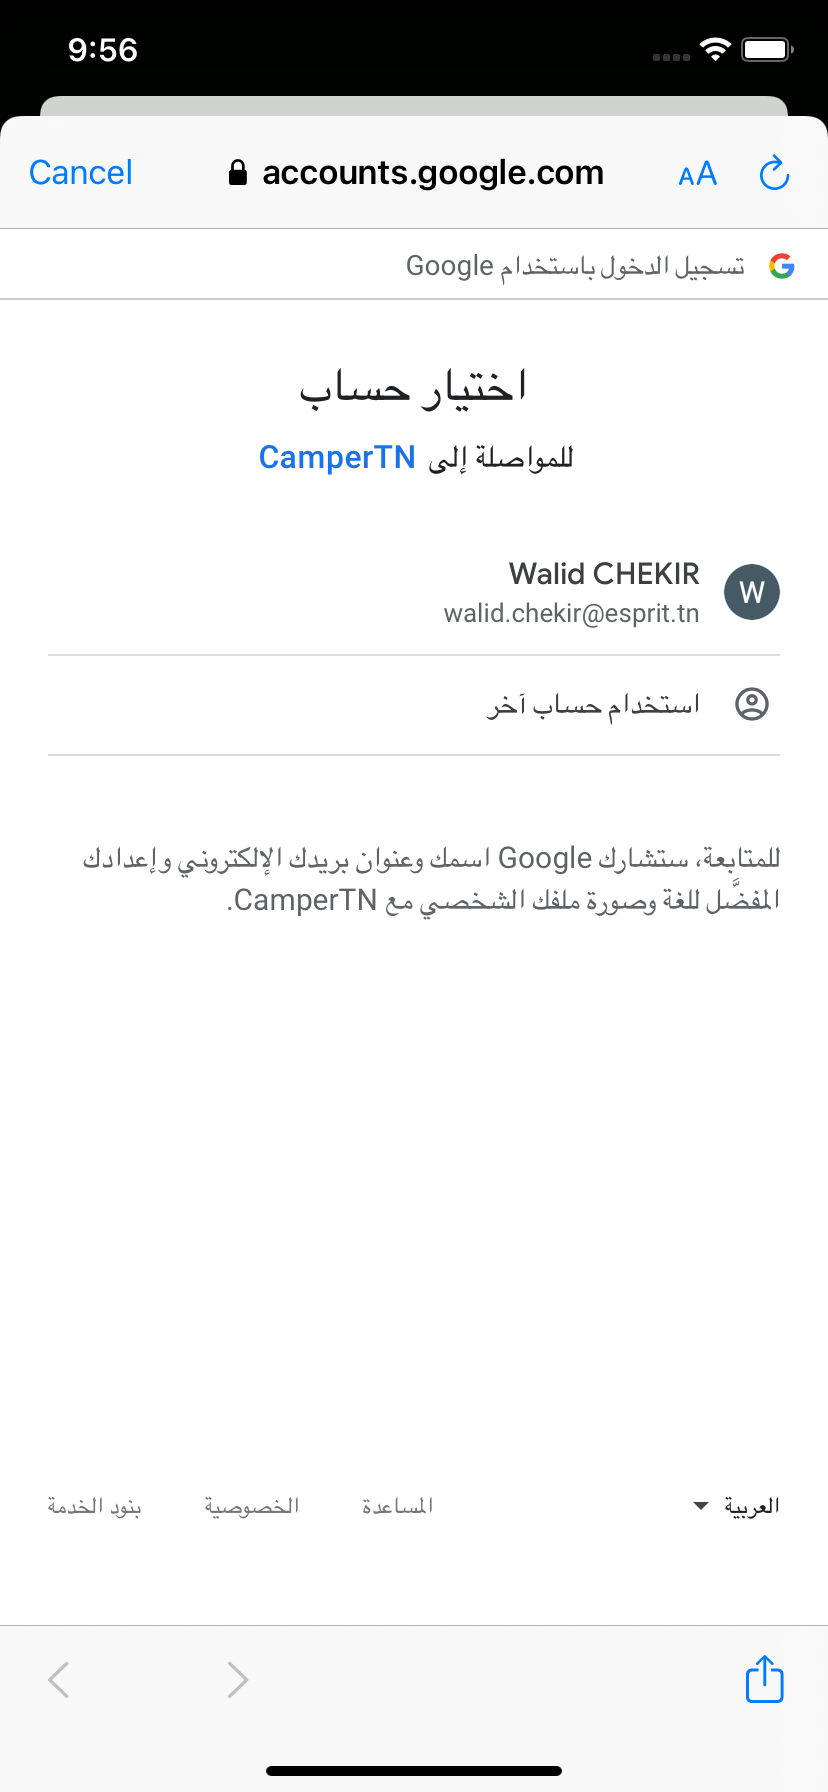 9:56
Cancel accounts.google.com AA
تسجيل الدخول باستخدام Google
اختيار حساب
للمواصلة إلى CamperTN
Walid CHEKIR
W
walid.chekir@esprit.tn
استخدام حساب آخر
للمتابعة، ستشارك Google اسمك وعنوان بريدك الإلكتروني وإعدادك
المفضَّل للغة وصورة ملفك الشخصي مع CamperTN.
العربية المساعدة الخصوصية بنود الخدمة